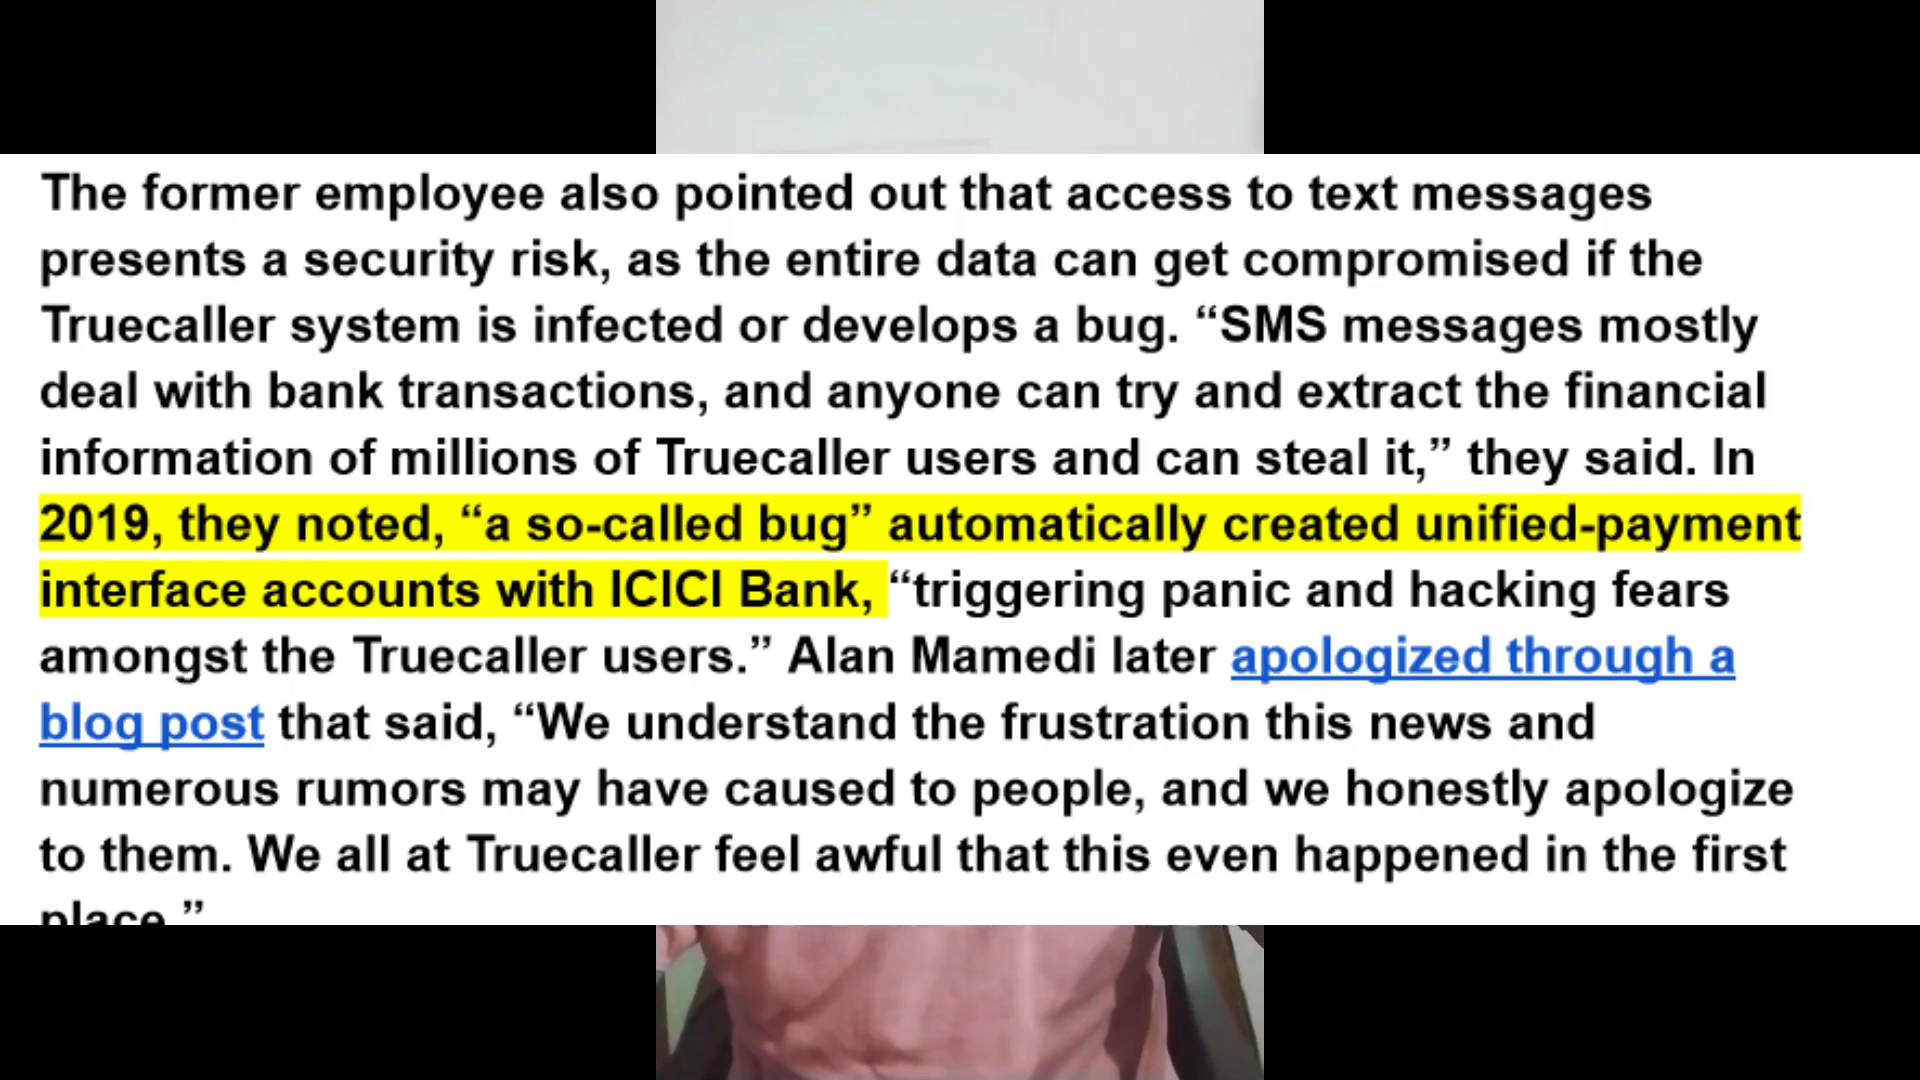 The former employee also pointed out that access to text messages
presents a security risk, as the entire data can get compromised if the
Truecaller system is infected or develops a bug. “SMS messages mostly
deal with bank transactions, and anyone can try and extract the financial
information of millions of Truecaller users and can steal it,” they said. In
2019, they noted, “a so-called bug” automatically created unified-payment
interface accounts with ICICI Bank, “triggering panic and hacking fears
amongst the Truecaller users.” Alan Mamedi later apologized through a
blog post that said, “We understand the frustration this news and
numerous rumors may have caused to people, and we honestly apologize
to them. We all at Truecaller feel awful that this even happened in the first
place.”